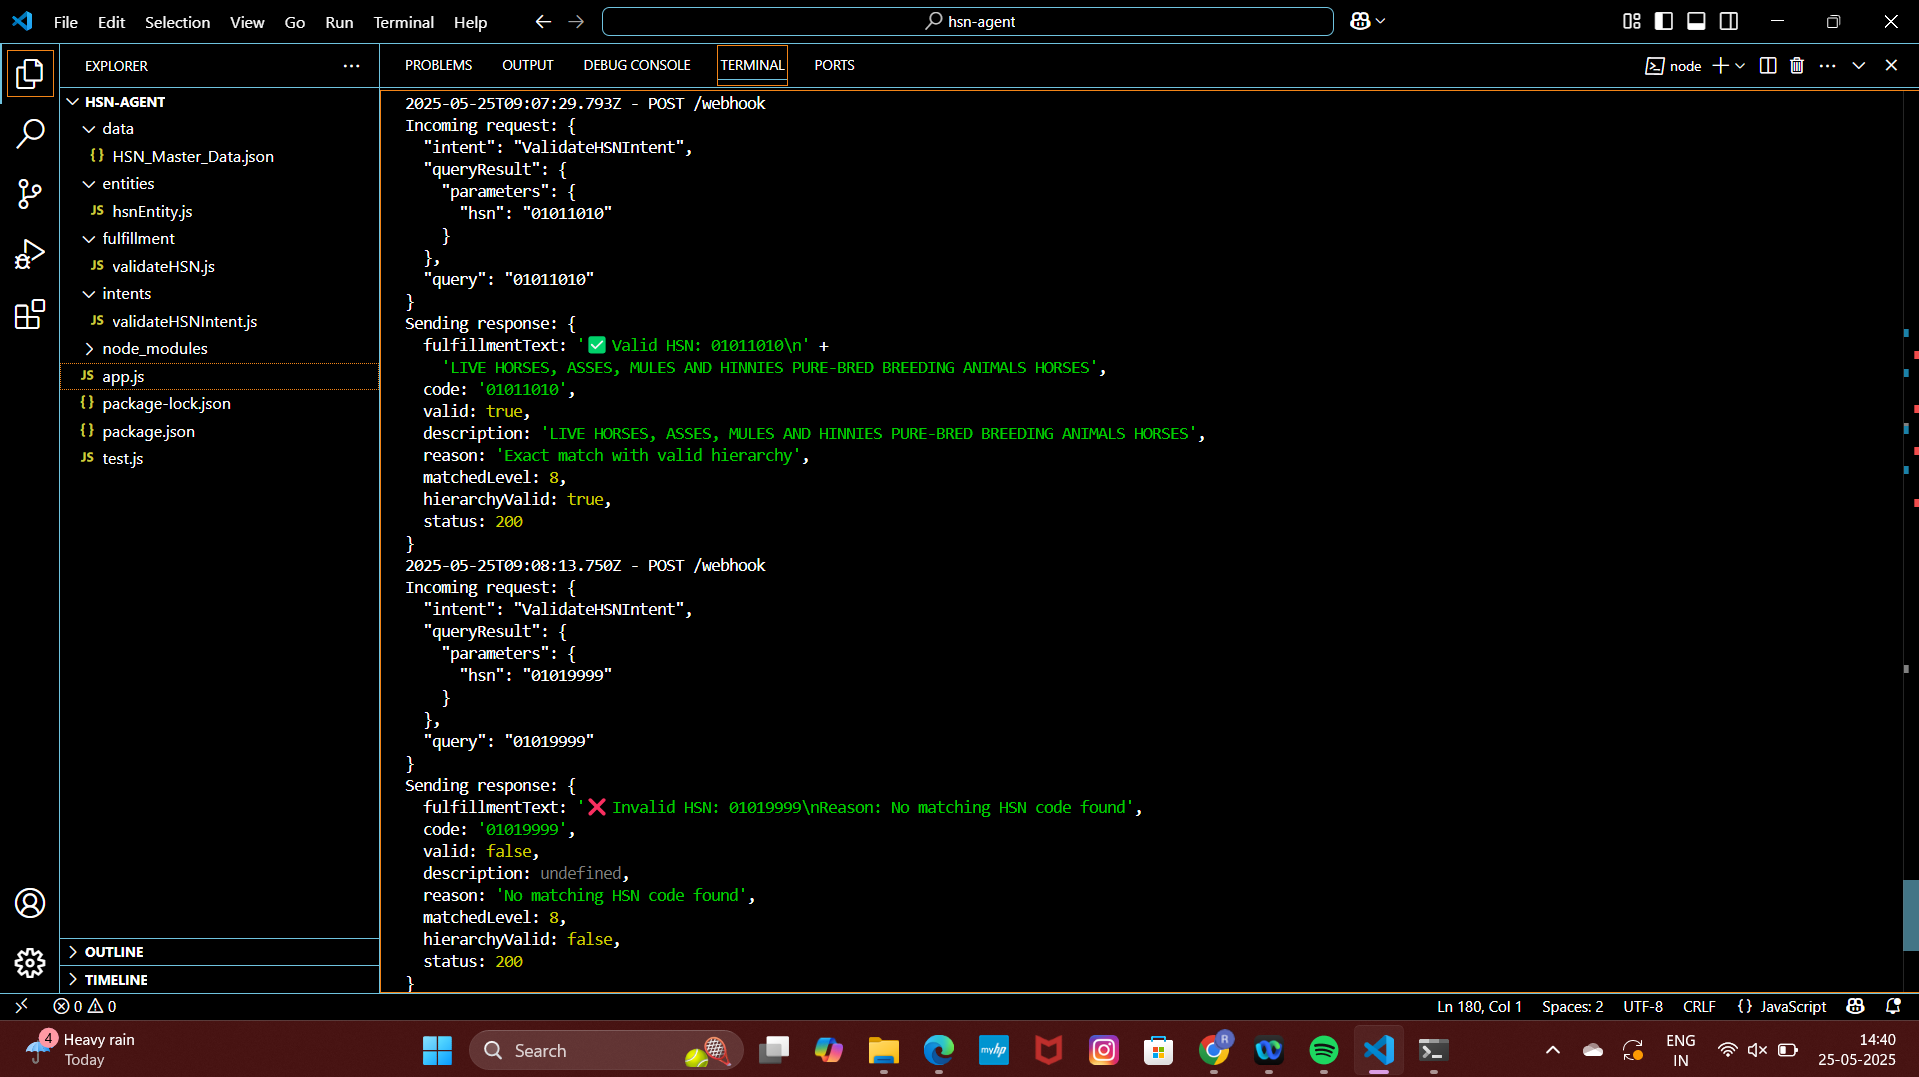 File Edit Selection View Go Run Terminal Help
hsn-agent
EXPLORER
HSN-AGENT
data
{} HSN_Master_Data.json
entities
JS hsnEntity.js
fulfillment
JS validateHSN.js
intents
JS validateHSNIntent.js
node_modules
JS app.js
{} package-lock.json
{} package.json
JS test.js
OUTLINE
TIMELINE
PROBLEMS OUTPUT DEBUG CONSOLE TERMINAL PORTS
node
2025-05-25T09:07:29.793Z - POST /webhook
Incoming request: {
"intent": "ValidateHSNIntent",
"queryResult": {
"parameters": {
"hsn": "01011010"
}
},
"query": "01011010"
}
Sending response: {
fulfillmentText: '✅ Valid HSN: 01011010\n' +
'LIVE HORSES, ASSES, MULES AND HINNIES PURE-BRED BREEDING ANIMALS HORSES',
code: '01011010',
valid: true,
description: 'LIVE HORSES, ASSES, MULES AND HINNIES PURE-BRED BREEDING ANIMALS HORSES',
reason: 'Exact match with valid hierarchy',
matchedLevel: 8,
hierarchyValid: true,
status: 200
}
2025-05-25T09:08:13.750Z - POST /webhook
Incoming request: {
"intent": "ValidateHSNIntent",
"queryResult": {
"parameters": {
"hsn": "01019999"
}
},
"query": "01019999"
}
Sending response: {
fulfillmentText: '❌ Invalid HSN: 01019999\nReason: No matching HSN code found',
code: '01019999',
valid: false,
description: undefined,
reason: 'No matching HSN code found',
matchedLevel: 8,
hierarchyValid: false,
status: 200
}
0 0
Ln 180, Col 1 Spaces: 2 UTF-8 CRLF {} JavaScript
4
Heavy rain
Today
Search
myhp
R
ENG
IN
14:40
25-05-2025